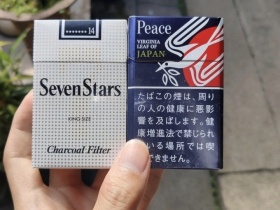 14
SevenStars
KING SIZE
Charcoal Filter
Peace
VIRGINIA
LEAF OF
JAPAN
たばこの煙は、周り
の人の健康に悪影
響を及ぼします。健
康増進法で禁じられ
いる場所では喫
できません。